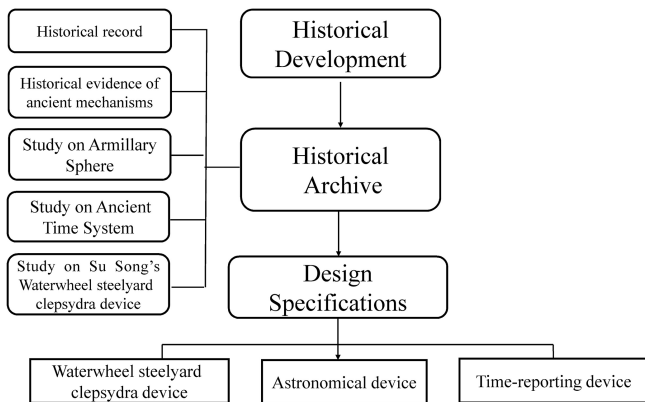 Historical record
Historical evidence of
ancient mechanisms
Study on Armillary
Sphere
Study on Ancient
Time System
Study on Su Song's
Waterwheel steelyard
clepsydra device
Historical
Development
Historical
Archive
Design
Specifications
Waterwheel steelyard
clepsydra device
Astronomical device
Time-reporting device